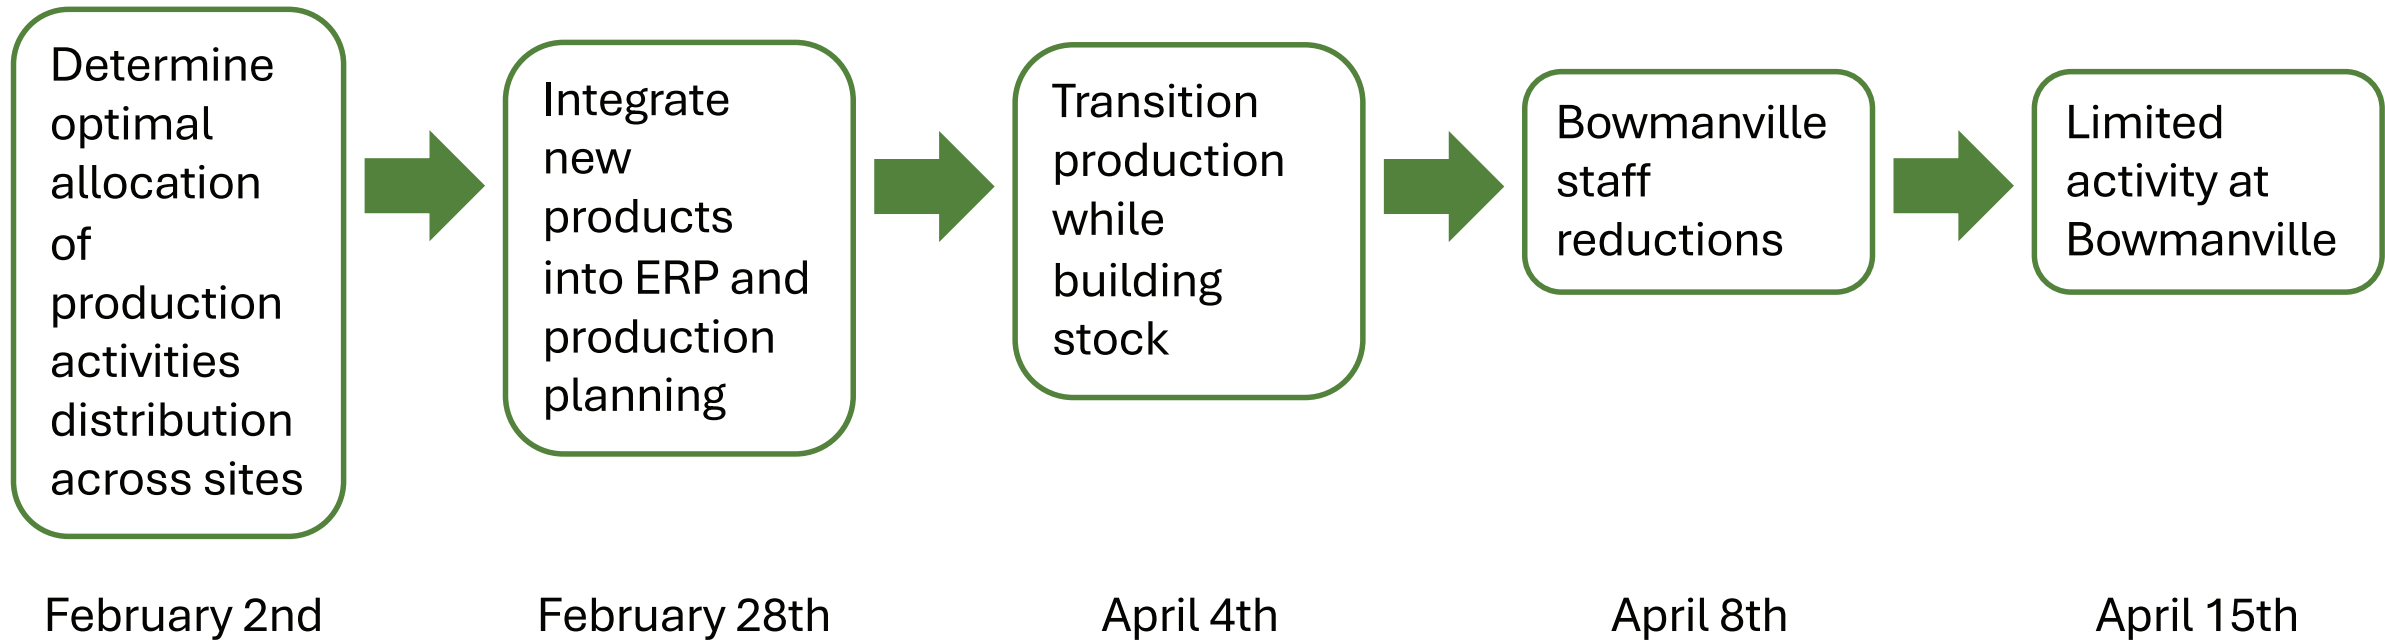 Determine
optimal
allocation
of
production
activities
distribution
across sites
Integrate
new
products
into ERP and
production
planning
Transition
production
while
building
stock
Bowmanville
staff
reductions
Limited
activity at
Bowmanville
February 2nd
February 28th
April 4th
April 8th
April 15th